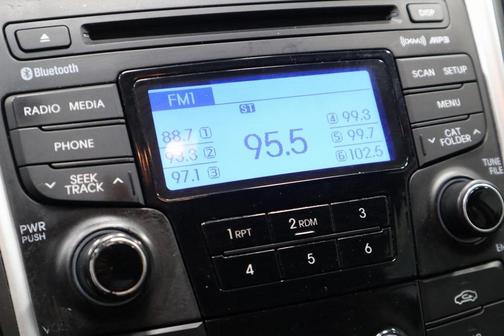 DISP
((XM)) MP3
Bluetooth
SCAN SETUP
RADIO MEDIA
MENU
PHONE
CAT
FOLDER
SEEK
TRACK
TUNE
FILE
PWR
PUSH
FM1
ST
88.7 1
93.3 2
97.1 3
95.5
4 99.3
5 99.7
6 102.5
1 RPT
2 RDM
3
4
5
6